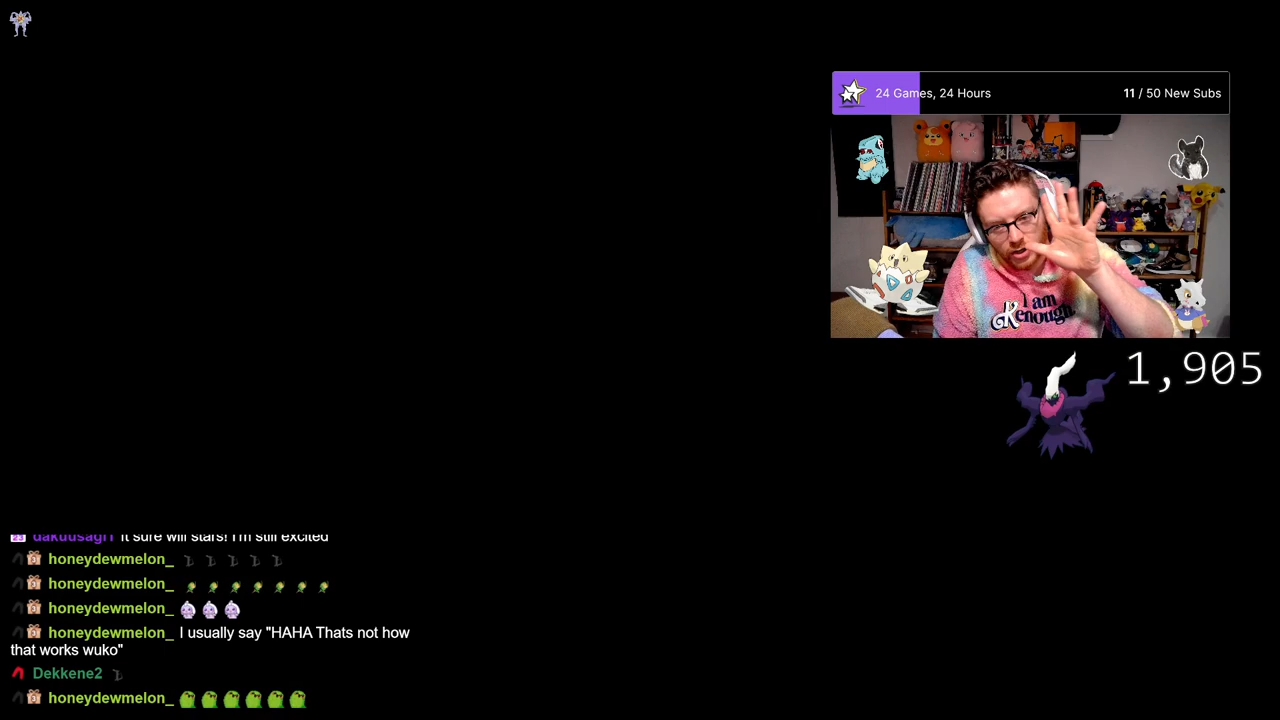 24 Games, 24 Hours 11 / 50 New Subs
I am
Kenough
1,905
dakuusagi1 It sure will stars! I'm still excited
honeydewmelon_
honeydewmelon_
honeydewmelon_
honeydewmelon_ I usually say "HAHA Thats not how
that works wuko"
Dekkene2
honeydewmelon_